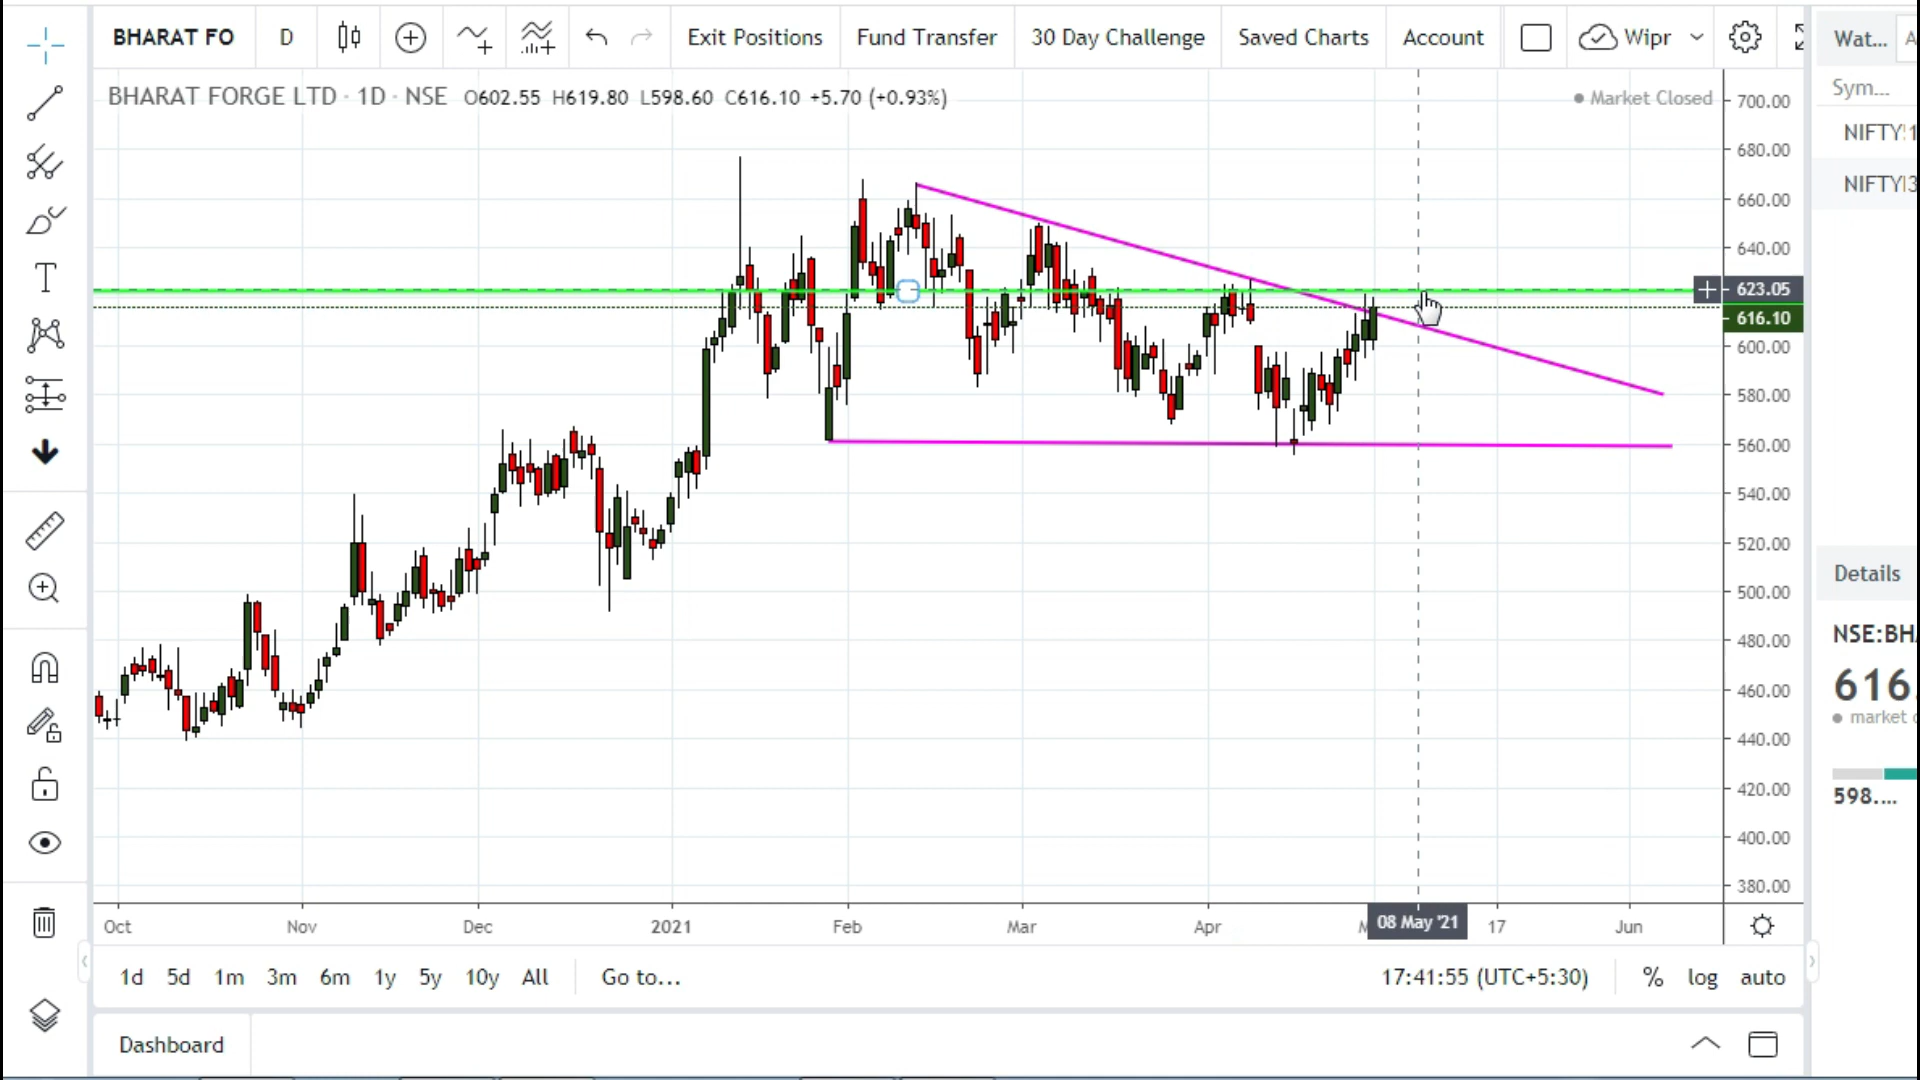 BHARAT FO D Exit Positions Fund Transfer 30 Day Challenge Saved Charts Account Wipr Wat...
BHARAT FORGE LTD · 1D · NSE O602.55 H619.80 L598.60 C616.10 +5.70 (+0.93%) Market Closed
Sym...
NIFTY
NIFTY
700.00
680.00
660.00
640.00
623.05
616.10
600.00
580.00
560.00
540.00
520.00
500.00
480.00
460.00
440.00
420.00
400.00
380.00
Details
NSE:BHA
616.
market
598....
Oct Nov Dec 2021 Feb Mar Apr 08 May '21 17 Jun
1d 5d 1m 3m 6m 1y 5y 10y All Go to... 17:41:55 (UTC+5:30) % log auto
Dashboard